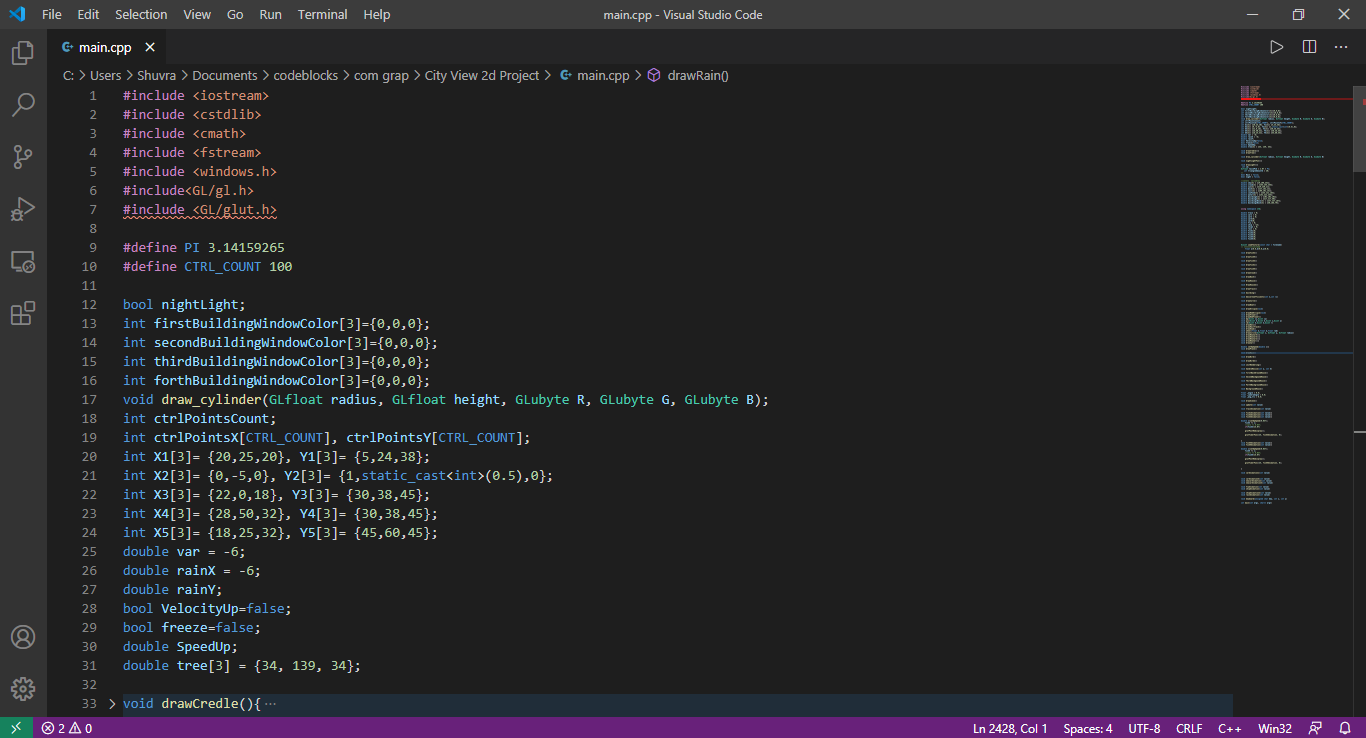 File Edit Selection View Go Run Terminal Help main.cpp - Visual Studio Code
main.cpp
C: > Users > Shuvra > Documents > codeblocks > com grap > City View 2d Project > main.cpp > drawRain()
1 #include <iostream>
2 #include <cstdlib>
3 #include <cmath>
4 #include <fstream>
5 #include <windows.h>
6 #include<GL/gl.h>
7 #include <GL/glut.h>
8
9 #define PI 3.14159265
10 #define CTRL_COUNT 100
11
12 bool nightLight;
13 int firstBuildingWindowColor[3]={0,0,0};
14 int secondBuildingWindowColor[3]={0,0,0};
15 int thirdBuildingWindowColor[3]={0,0,0};
16 int forthBuildingWindowColor[3]={0,0,0};
17 void draw_cylinder(GLfloat radius, GLfloat height, GLubyte R, GLubyte G, GLubyte B);
18 int ctrlPointsCount;
19 int ctrlPointsX[CTRL_COUNT], ctrlPointsY[CTRL_COUNT];
20 int X1[3]= {20,25,20}, Y1[3]= {5,24,38};
21 int X2[3]= {0,-5,0}, Y2[3]= {1,static_cast<int>(0.5),0};
22 int X3[3]= {22,0,18}, Y3[3]= {30,38,45};
23 int X4[3]= {28,50,32}, Y4[3]= {30,38,45};
24 int X5[3]= {18,25,32}, Y5[3]= {45,60,45};
25 double var = -6;
26 double rainX = -6;
27 double rainY;
28 bool VelocityUp=false;
29 bool freeze=false;
30 double SpeedUp;
31 double tree[3] = {34, 139, 34};
32
33 > void drawCredle(){ ···
2 0 Ln 2428, Col 1 Spaces: 4 UTF-8 CRLF C++ Win32